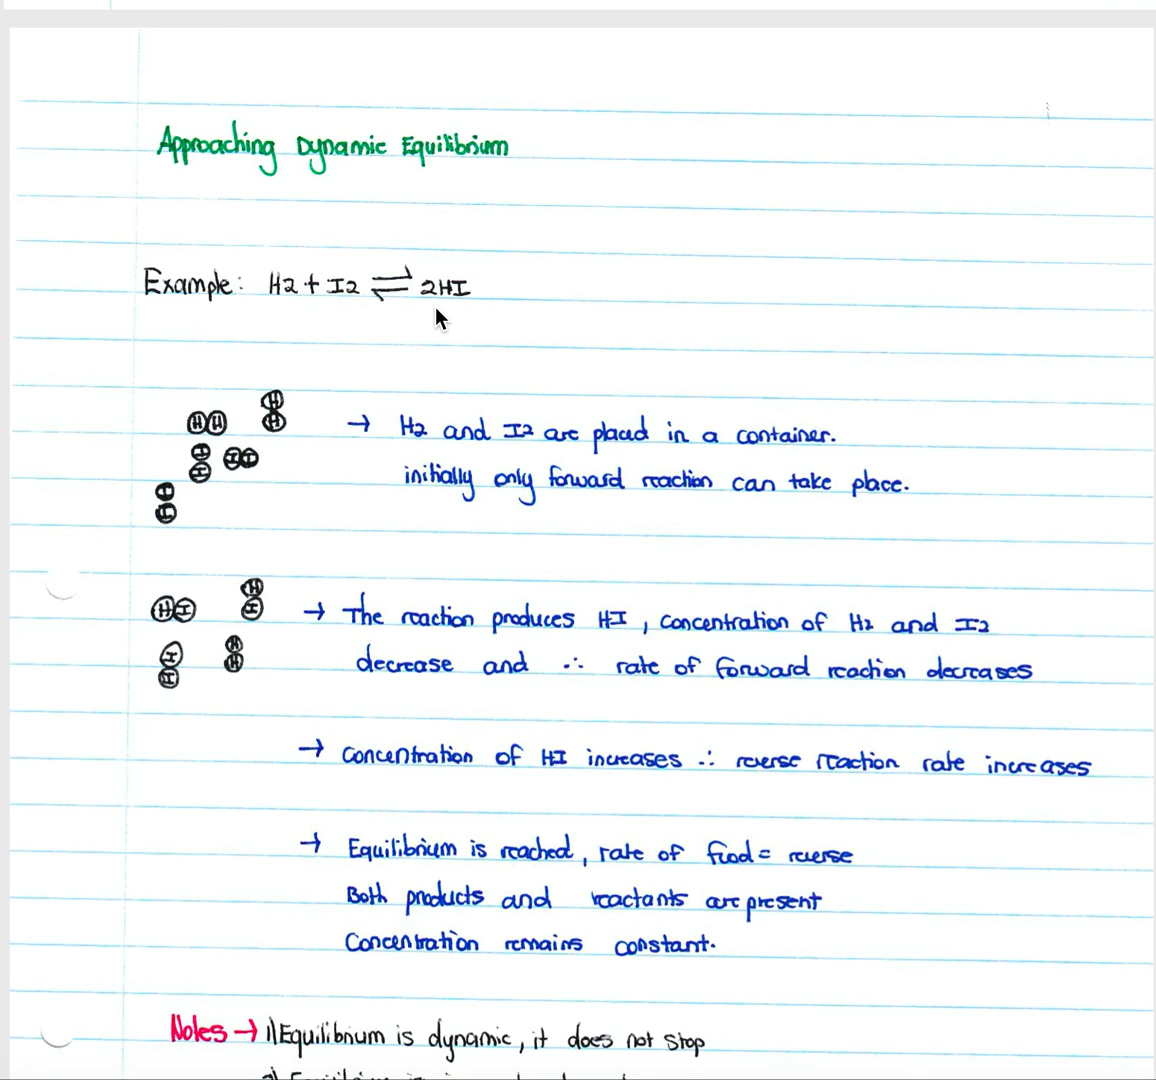 Approaching Dynamic Equilibrium
Example: H2 + I2 ⇌ 2HI
H H
H
H
I
I
I I
I
I
→ H2 and I2 are placed in a container.
initially only forward reaction can take place.
H I
H
I
I
I
H
H
→ The reaction produces HI, concentration of H2 and I2
decrease and ∴ rate of forward reaction decreases
→ concentration of HI increases ∴ reverse reaction rate increases
→ Equilibrium is reached, rate of fwd = reverse
Both products and reactants are present
Concentration remains constant.
Notes → 1) Equilibrium is dynamic, it does not stop